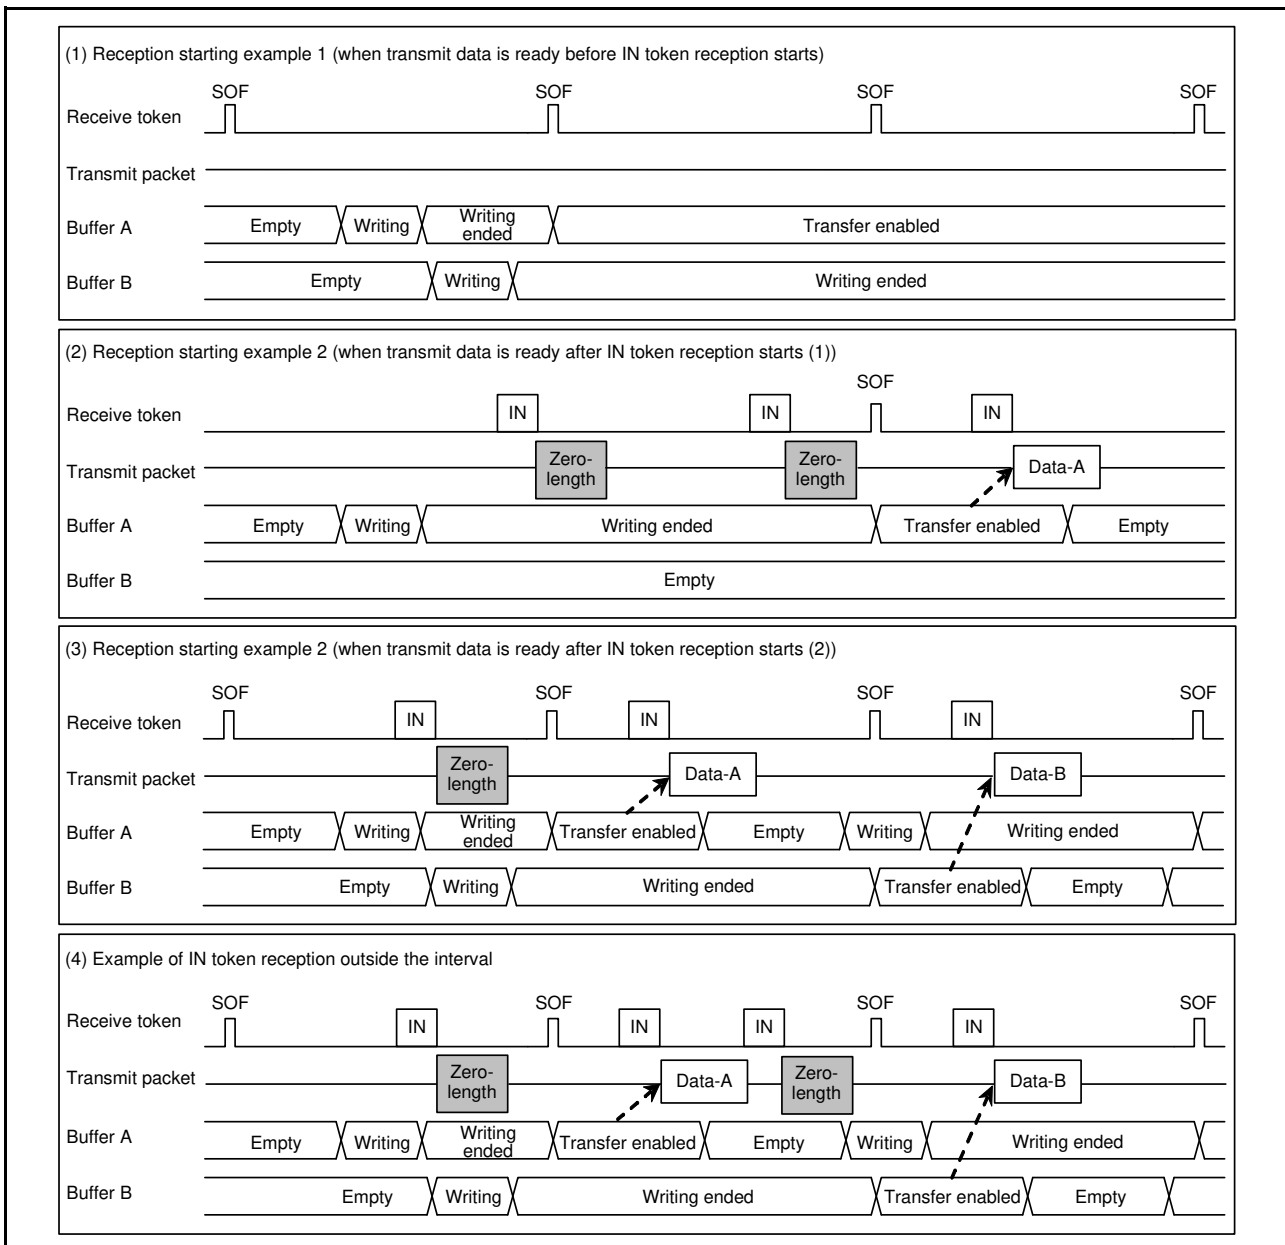 (1) Reception starting example 1 (when transmit data is ready before IN token reception starts)
SOF SOF SOF SOF
Receive token
Transmit packet
Buffer A Empty Writing Writing ended Transfer enabled
Buffer B Empty Writing Writing ended
(2) Reception starting example 2 (when transmit data is ready after IN token reception starts (1))
SOF
Receive token IN IN IN
Transmit packet Zero-length Zero-length Data-A
Buffer A Empty Writing Writing ended Transfer enabled Empty
Buffer B Empty
(3) Reception starting example 2 (when transmit data is ready after IN token reception starts (2))
SOF SOF SOF SOF
Receive token IN IN IN
Transmit packet Zero-length Data-A Data-B
Buffer A Empty Writing Writing ended Transfer enabled Empty Writing Writing ended
Buffer B Empty Writing Writing ended Transfer enabled Empty
(4) Example of IN token reception outside the interval
SOF SOF SOF SOF
Receive token IN IN IN IN
Transmit packet Zero-length Data-A Zero-length Data-B
Buffer A Empty Writing Writing ended Transfer enabled Empty Writing Writing ended
Buffer B Empty Writing Writing ended Transfer enabled Empty